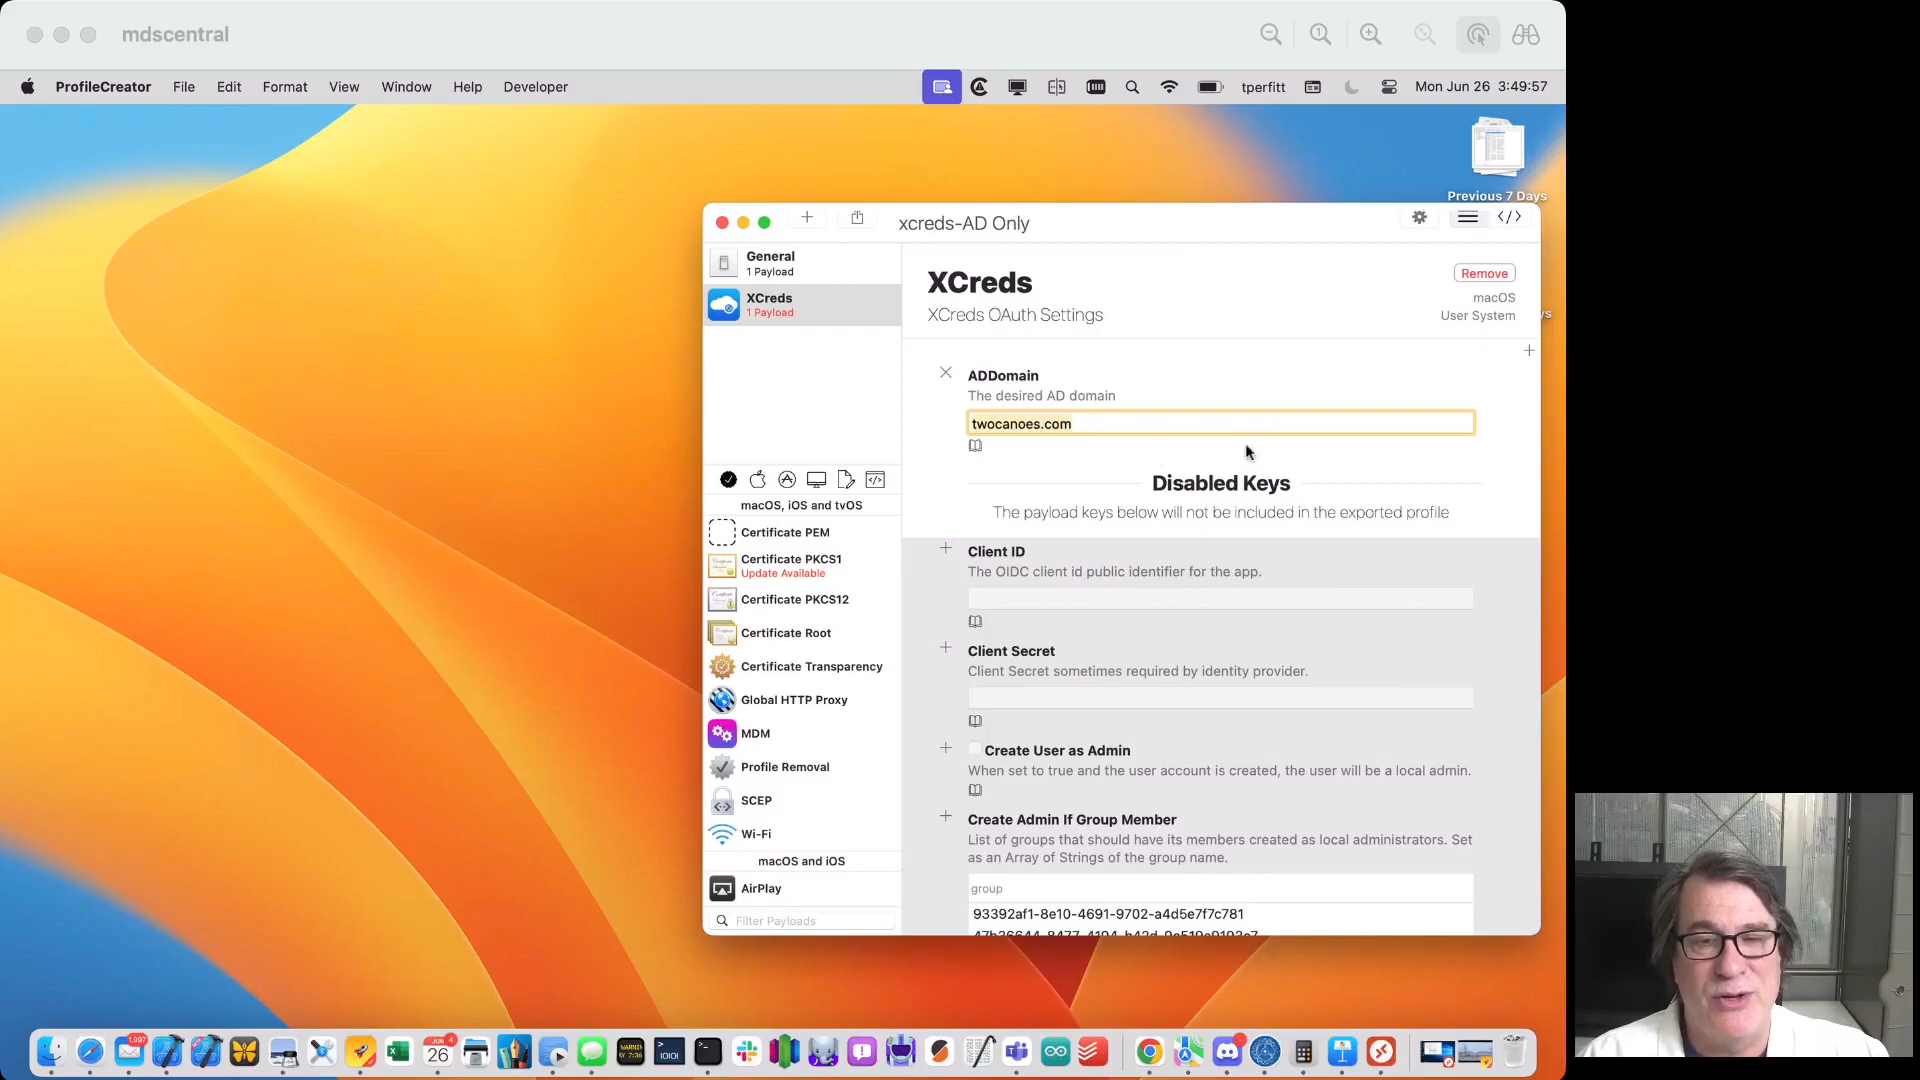 mdscentral
ProfileCreator File Edit Format View Window Help Developer
tperfitt
Mon Jun 26 3:49:57
Previous 7 Days
xcreds-AD Only
General
1 Payload
XCreds
1 Payload
XCreds
XCreds OAuth Settings
Remove
macOS
User System
ADDomain
The desired AD domain
twocanoes.com
Disabled Keys
The payload keys below will not be included in the exported profile
Client ID
The OIDC client id public identifier for the app.
Client Secret
Client Secret sometimes required by identity provider.
Create User as Admin
When set to true and the user account is created, the user will be a local admin.
Create Admin If Group Member
List of groups that should have its members created as local administrators. Set
as an Array of Strings of the group name.
group
93392af1-8e10-4691-9702-a4d5e7f7c781
macOS, iOS and tvOS
Certificate PEM
Certificate PKCS1
Update Available
Certificate PKCS12
Certificate Root
Certificate Transparency
Global HTTP Proxy
MDM
Profile Removal
SCEP
Wi-Fi
macOS and iOS
AirPlay
Filter Payloads
1,997
JUN
26
4